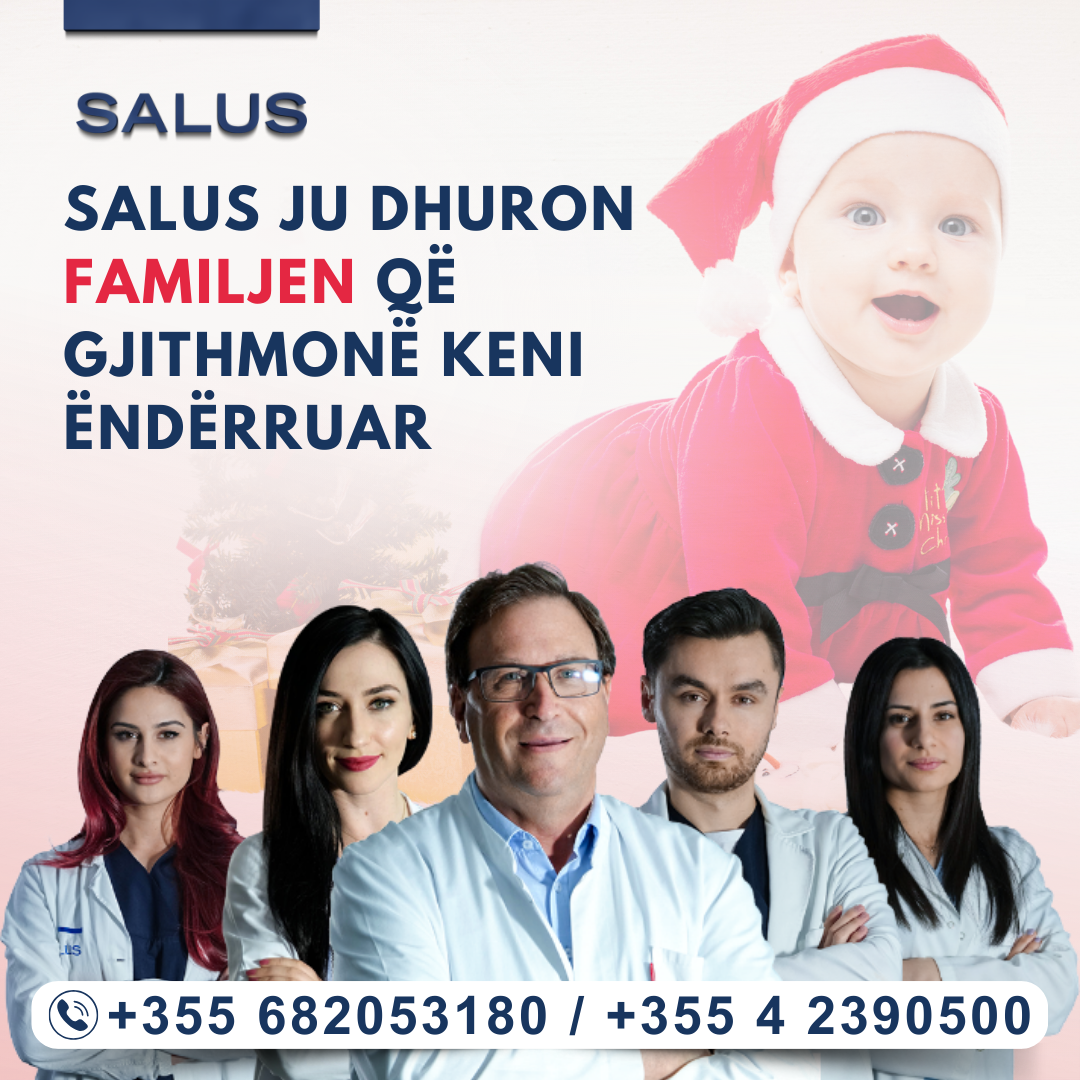 SALUS
SALUS JU DHURON
FAMILJEN QË
GJITHMONË KENI
ËNDËRRUAR
+355 682053180 / +355 4 2390500